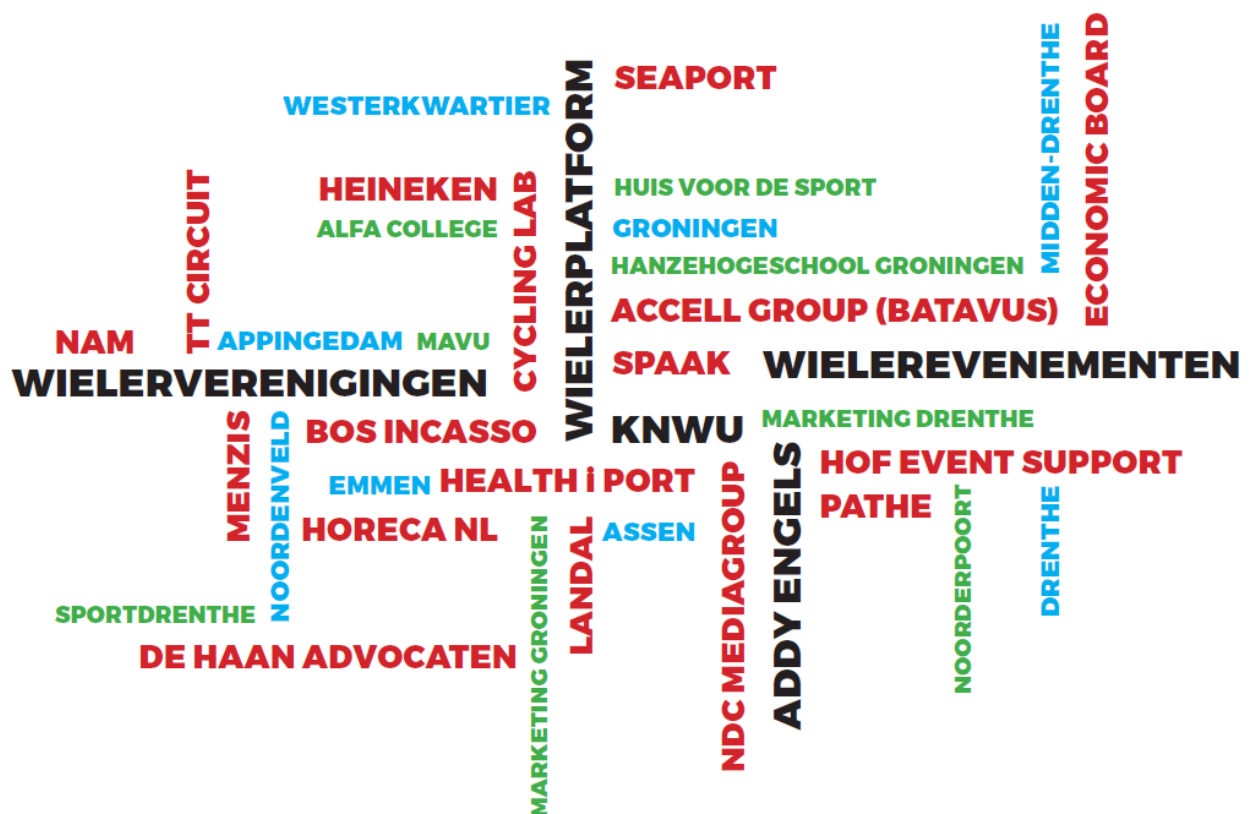 SEAPORT
WESTERKWARTIER
WIELERPLATFORM
MIDDEN-DRENTHE
ECONOMIC BOARD
TT CIRCUIT
HEINEKEN
CYCLING LAB
HUIS VOOR DE SPORT
ALFA COLLEGE
GRONINGEN
HANZEHOGESCHOOL GRONINGEN
ACCELL GROUP (BATAVUS)
NAM
APPINGEDAM
MAVU
SPAAK
WIELEREVENEMENTEN
WIELERVERENIGINGEN
MENZIS
NOORDENVELD
BOS INCASSO
KNWU
MARKETING DRENTHE
ADDY ENGELS
HOF EVENT SUPPORT
EMMEN
HEALTH i PORT
NDC MEDIAGROUP
PATHE
NOORDERPOORT
DRENTHE
HORECA NL
MARKETING GRONINGEN
LANDAL
ASSEN
SPORTDRENTHE
DE HAAN ADVOCATEN